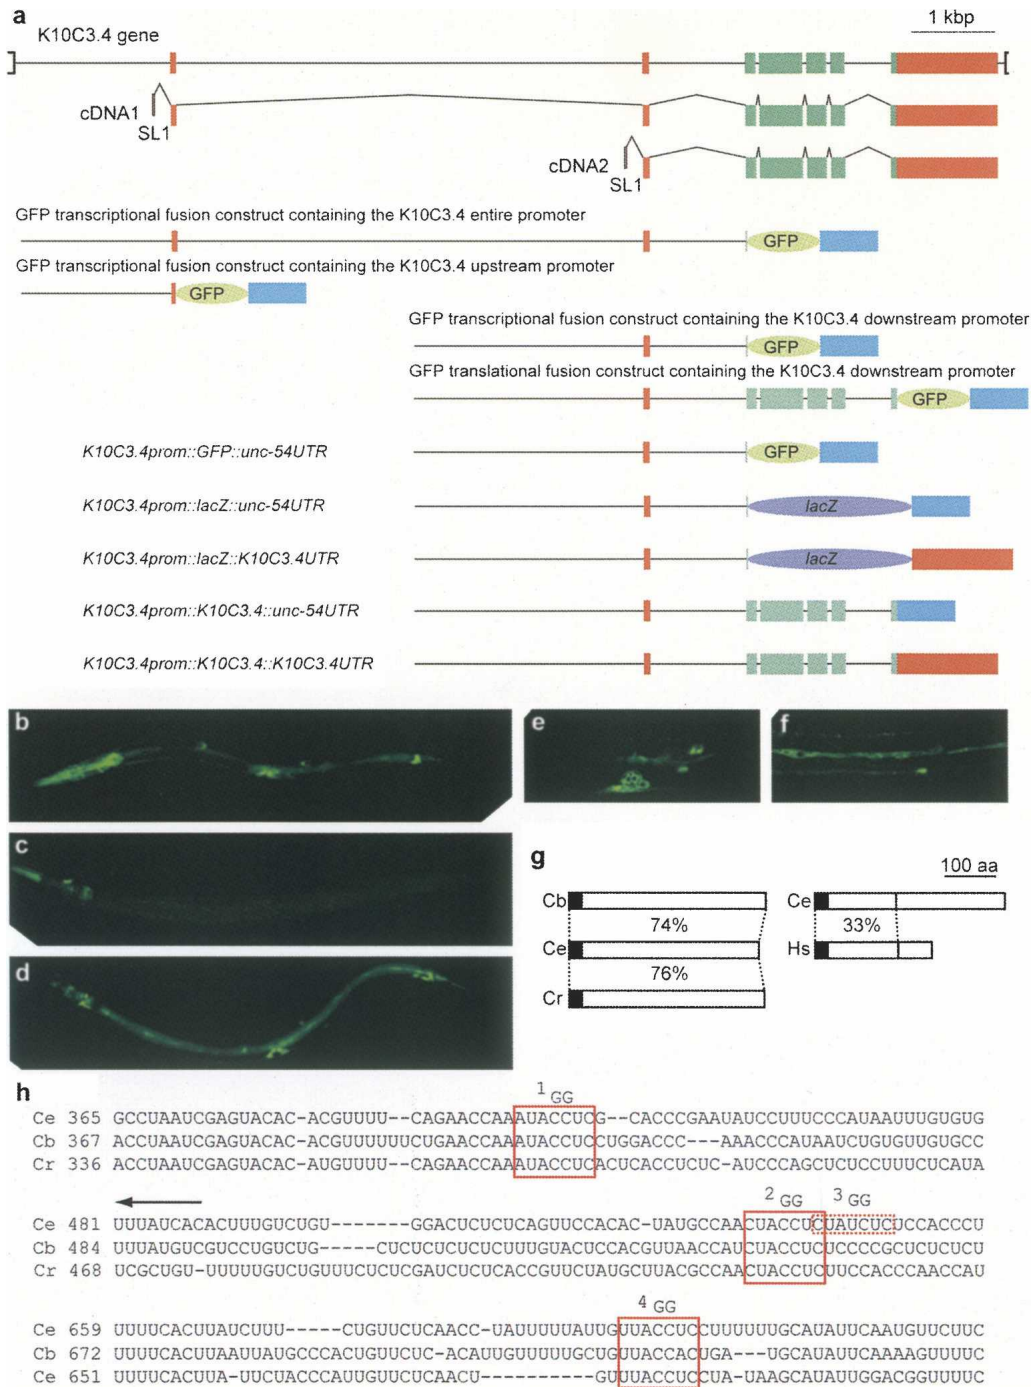 a
K10C3.4 gene
1 kbp
cDNA1
SL1
cDNA2
SL1
GFP transcriptional fusion construct containing the K10C3.4 entire promoter
GFP
GFP transcriptional fusion construct containing the K10C3.4 upstream promoter
GFP
GFP transcriptional fusion construct containing the K10C3.4 downstream promoter
GFP
GFP translational fusion construct containing the K10C3.4 downstream promoter
GFP
K10C3.4prom::GFP::unc-54UTR
GFP
K10C3.4prom::lacZ::unc-54UTR
lacZ
K10C3.4prom::lacZ::K10C3.4UTR
lacZ
K10C3.4prom::K10C3.4::unc-54UTR
K10C3.4prom::K10C3.4::K10C3.4UTR
b
e
f
c
d
g
100 aa
Cb
Ce
74%
33%
Ce
Hs
76%
Cr
h
1 GG
Ce 365 GCCUAAUCGAGUACAC-ACGUUUU--CAGAACCAAAUACCUCG--CACCCGAAUAUCCUUUCCCAUAAUUUGUGUG
Cb 367 ACCUAAUCGAGUACACACGUUUUUUCUGAACCAAAUACCUCCUGGACCC---AAACCCAUAAUCUGUGUUGUGCC
Cr 336 ACCUAAUCGAGUACAC-AUGUUUU--CAGAACCAAAUACCUCACUCACCUCUC-AUCCCAGCUCUCCUUUCUCAUA
2 GG 3 GG
Ce 481 UUUAUCACACUUUGUCUGU-------GGACUCUCUCAGUUCCACAC-UAUGCCAACUACCUCUAUCUCUCCACCCU
Cb 484 UUUAUGUCGUCCUGUCUG-----CUCUCUCUCUCUUUGUACUCCACGUUAACCAUCUACCUCUCCCCGCUCUCUCU
Cr 468 UCGCUGU-UUUUUGUCUGUUUCUCUCGAUCUCUCACCGUUCUAUGCUUACGCCAACUACCUCUUCCACCCAACCAU
4 GG
Ce 659 UUUUCACUUAUCUUU-----CUGUUCUCAACC-UAUUUUUAUUGUUACCUCCUUUUUUGCAUAUUCAAUGUUCUUC
Cb 672 UUUUCACUUAAUUAUGCCCACUGUUCUC-ACAUUGUUUUUGCUGUUACCACUGA---UGCAUAUUCAAAAGUUUUC
Ce 651 UUUUCACUUA-UUCUACCCAUUGUUCUCAACU----------GUUUACCUCCUA-UAAGCAUAUUGGACGGUUUUC